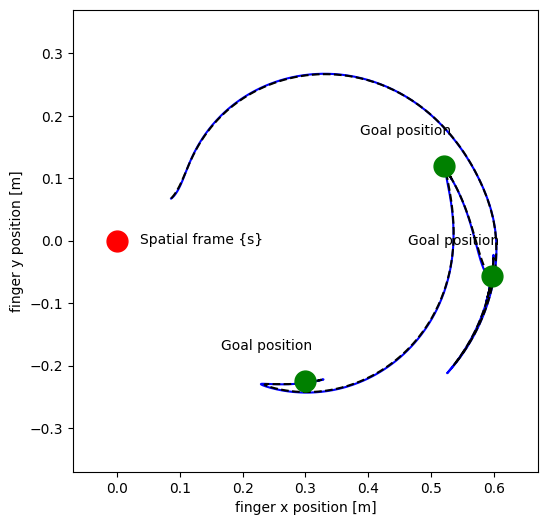 0.3
0.2
Goal position
0.1
Spatial frame {s}
Goal position
0.0
−0.1
Goal position
−0.2
−0.3
0.0 0.1 0.2 0.3 0.4 0.5 0.6
finger x position [m]
finger y position [m]